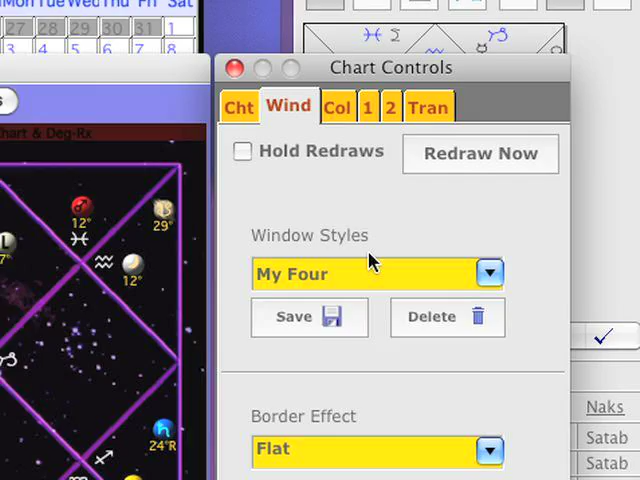 Mon Tue Wed Thu Fri Sat
27 28 29 30 31 1
3 4 5 6 7 8
s
Chart & Deg-Rx
Chart Controls
Cht Wind Col 1 2 Tran
Hold Redraws
Redraw Now
Window Styles
My Four
Save
Delete
Border Effect
Flat
12°
29°
7°
12°
24°R
Naks
Satab
Satab